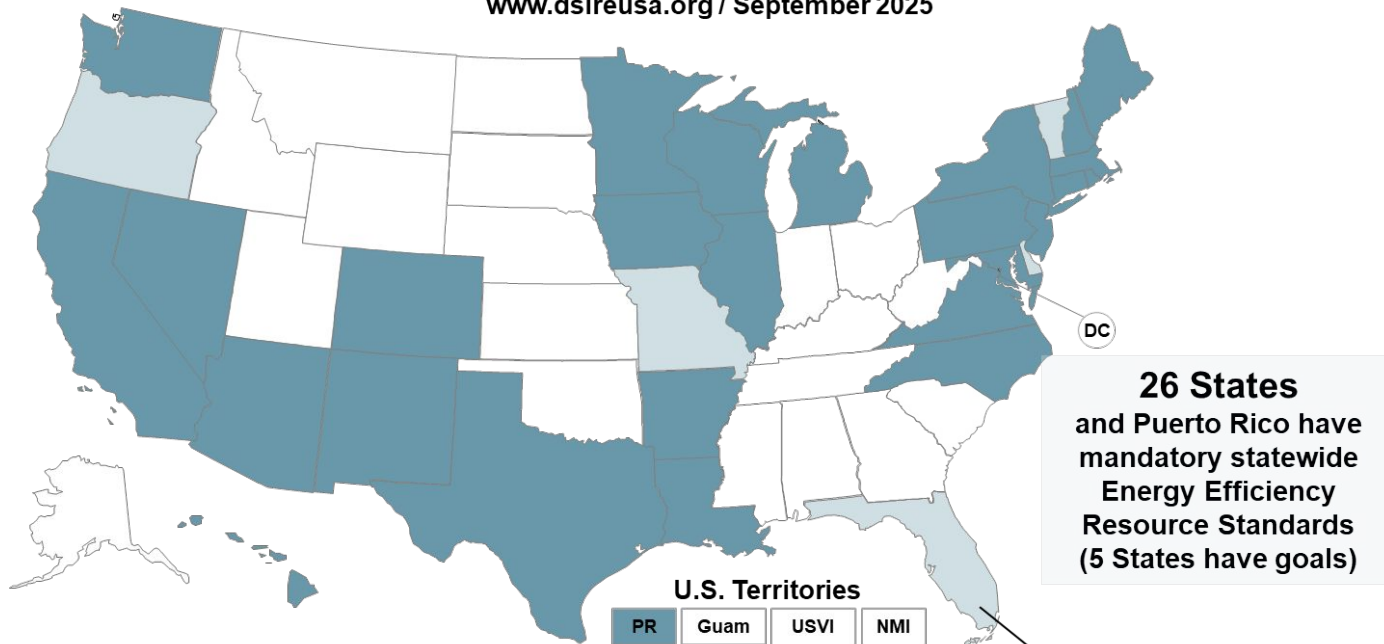 www.dsireusa.org / September 2025
DC
26 States
and Puerto Rico have
mandatory statewide
Energy Efficiency
Resource Standards
(5 States have goals)
U.S. Territories
PR
Guam
USVI
NMI